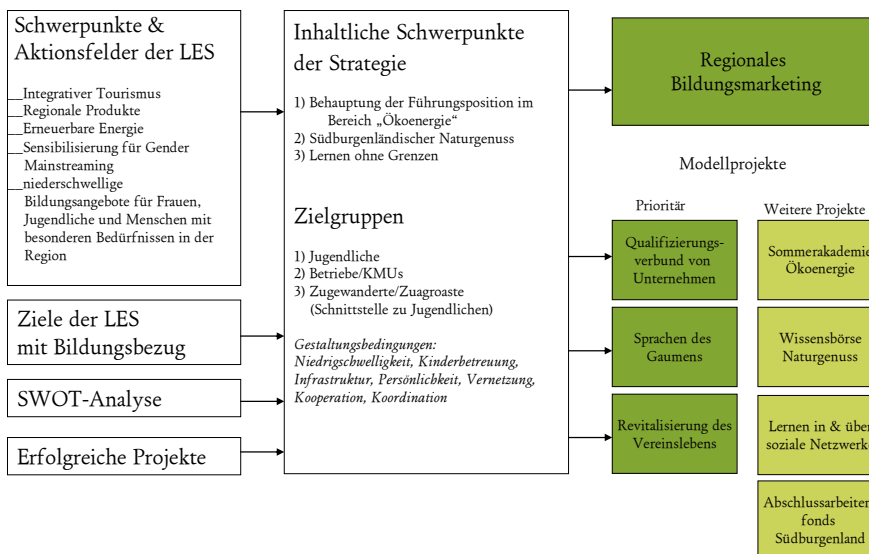 Schwerpunkte &
Aktionsfelder der LES
__Integrativer Tourismus
__Regionale Produkte
__Erneuerbare Energie
__Sensibilisierung für Gender
Mainstreaming
__niederschwellige
Bildungsangebote für Frauen,
Jugendliche und Menschen mit
besonderen Bedürfnissen in der
Region
Ziele der LES
mit Bildungsbezug
SWOT-Analyse
Erfolgreiche Projekte
Inhaltliche Schwerpunkte
der Strategie
1) Behauptung der Führungsposition im
Bereich „Ökoenergie“
2) Südburgenländischer Naturgenuss
3) Lernen ohne Grenzen
Zielgruppen
1) Jugendliche
2) Betriebe/KMUs
3) Zugewanderte/Zuagroaste
(Schnittstelle zu Jugendlichen)
Gestaltungsbedingungen:
Niedrigschwelligkeit, Kinderbetreuung,
Infrastruktur, Persönlichkeit, Vernetzung,
Kooperation, Koordination
Regionales
Bildungsmarketing
Modellprojekte
Prioritär
Qualifizierungs-
verbund von
Unternehmen
Sprachen des
Gaumens
Revitalisierung des
Vereinslebens
Weitere Projekte
Sommerakademie
Ökoenergie
Wissensbörse
Naturgenuss
Lernen in & über
soziale Netzwerke
Abschlussarbeiten
fonds
Südburgenland